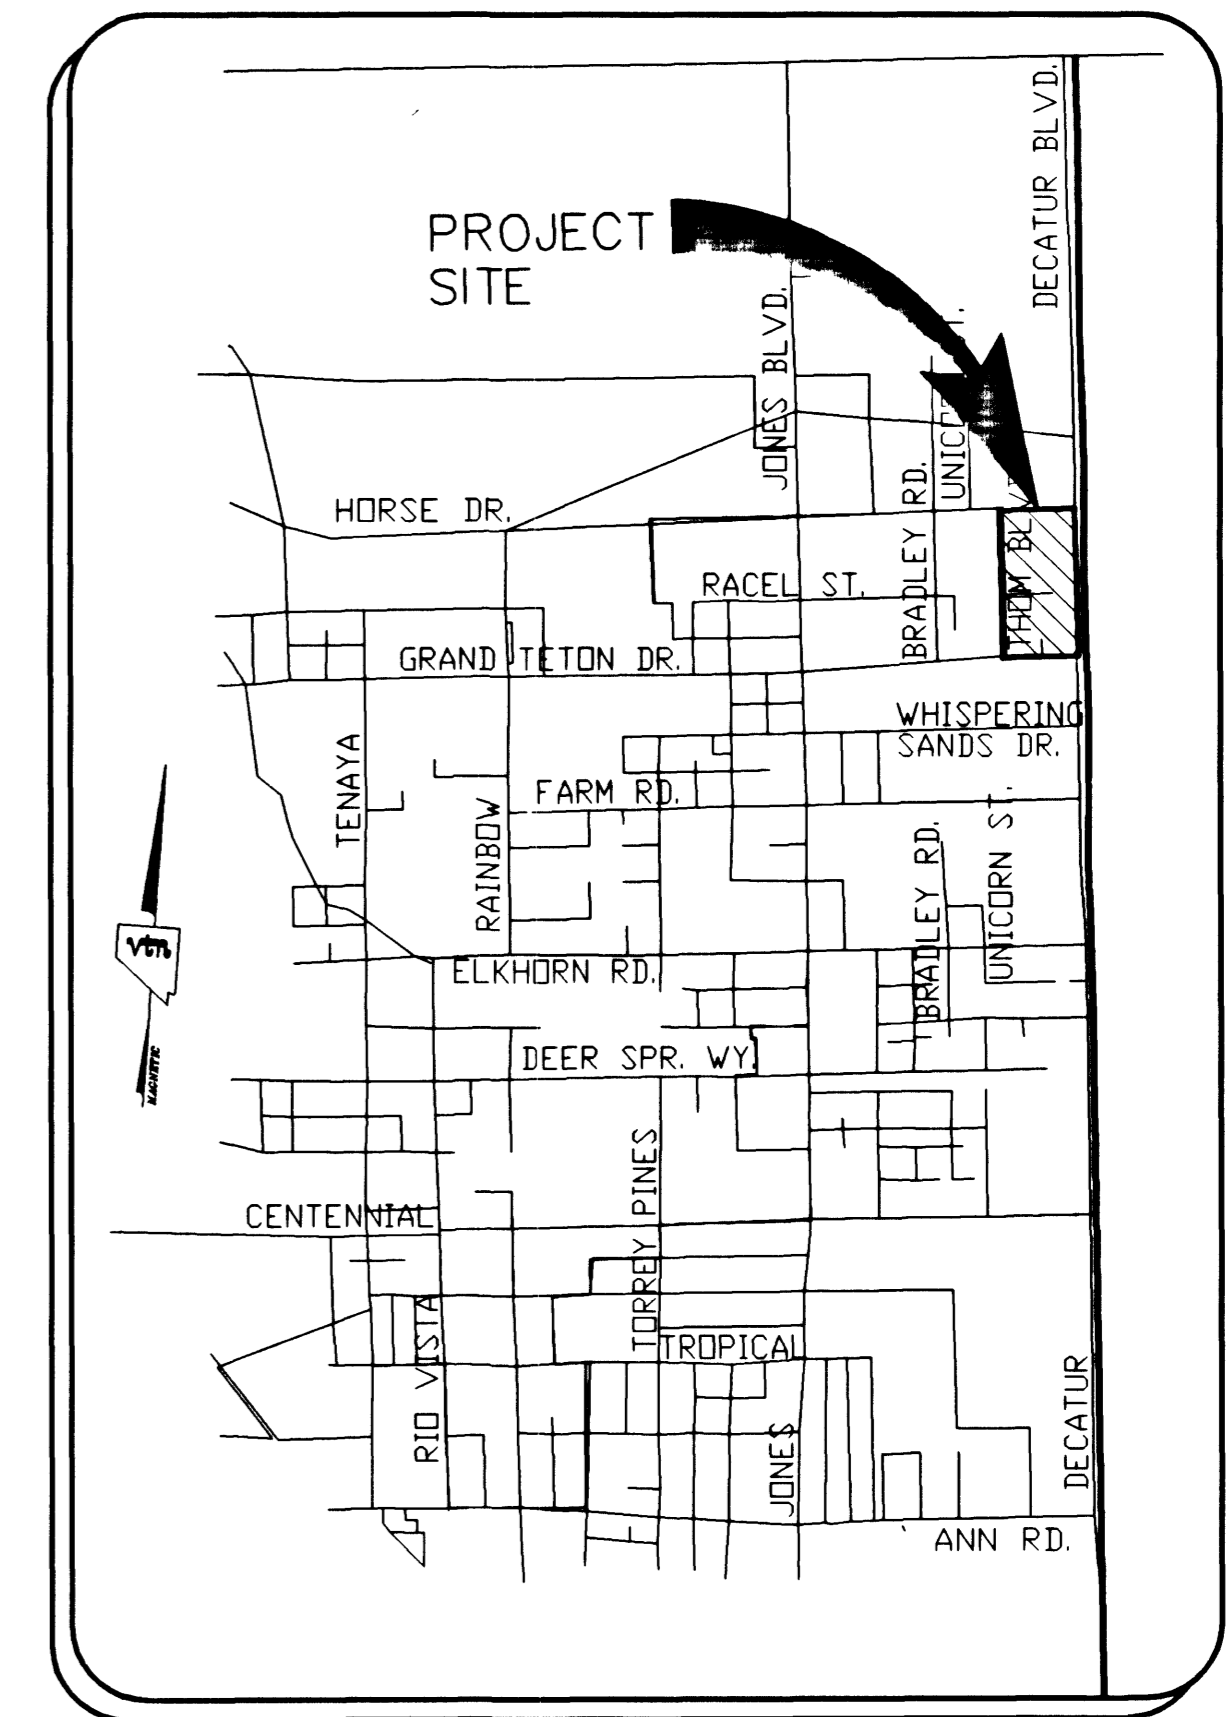 DECATUR BLVD.
PROJECT
SITE
JONES BLVD.
HORSE DR.
BRADLEY RD.
THOM BLV
RACEL ST.
GRAND TETON DR.
WHISPERING
SANDS DR.
TENAYA
FARM RD.
RAINBOW
BRADLEY RD.
UNICORN ST.
vtn
ELKHORN RD.
DEER SPR. WY.
MAGNETIC
TORREY PINES
CENTENNIAL
RIO VISTA
TROPICAL
JONES
DECATUR
ANN RD.